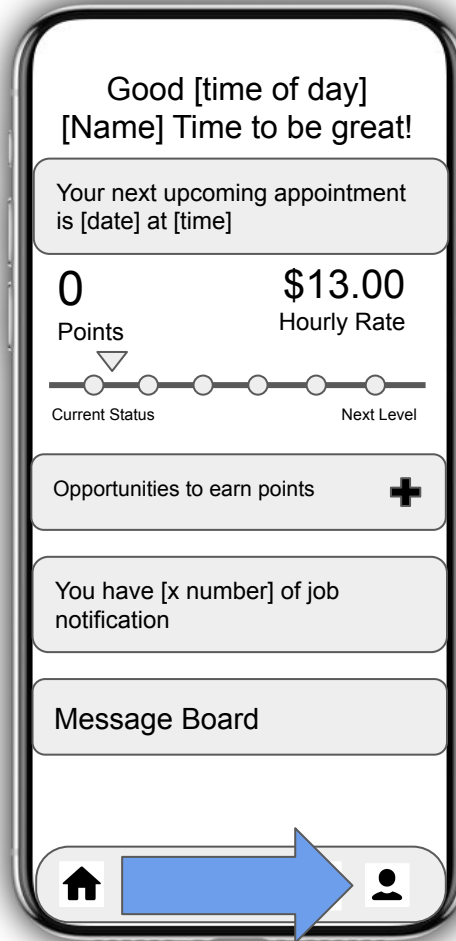 Good [time of day]
[Name] Time to be great!
Your next upcoming appointment
is [date] at [time]
0
Points
$13.00
Hourly Rate
Current Status
Next Level
Opportunities to earn points
You have [x number] of job
notification
Message Board